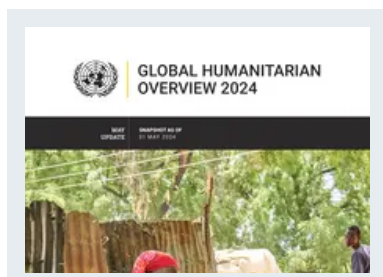 GLOBAL HUMANITARIAN
OVERVIEW 2024
MAY
UPDATE
SNAPSHOT AS OF
31 MAY 2024